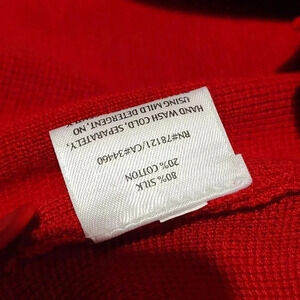 80% SILK
20% COTTON
RN#78121/CA#34460
HAND WASH COLD, SEPARATELY,
USING MILD DETERGENT, NO